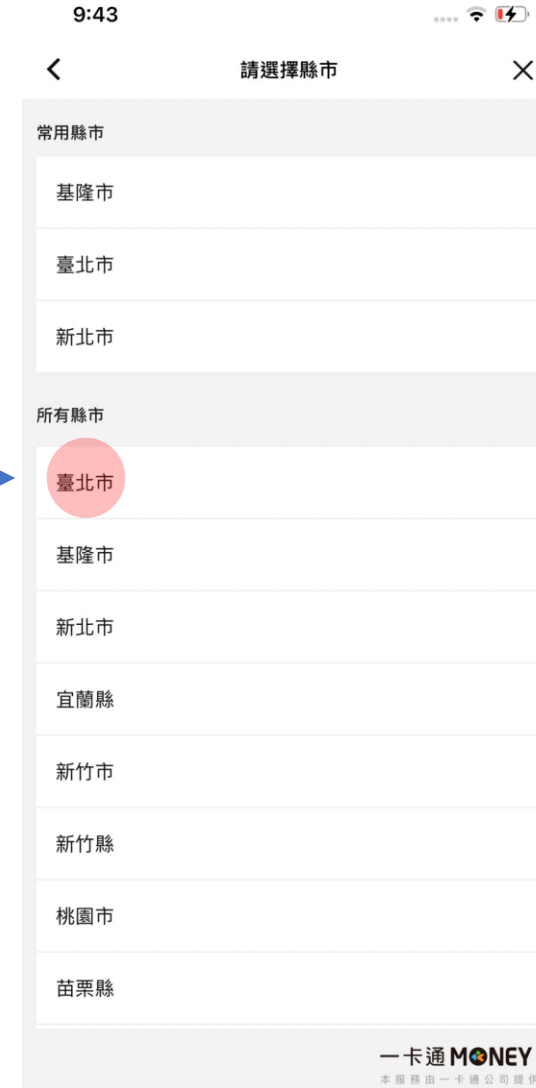 9:43
請選擇縣市
常用縣市
基隆市
臺北市
新北市
所有縣市
臺北市
基隆市
新北市
宜蘭縣
新竹市
新竹縣
桃園市
苗栗縣
一卡通 MONEY
本服務由一卡通公司提供